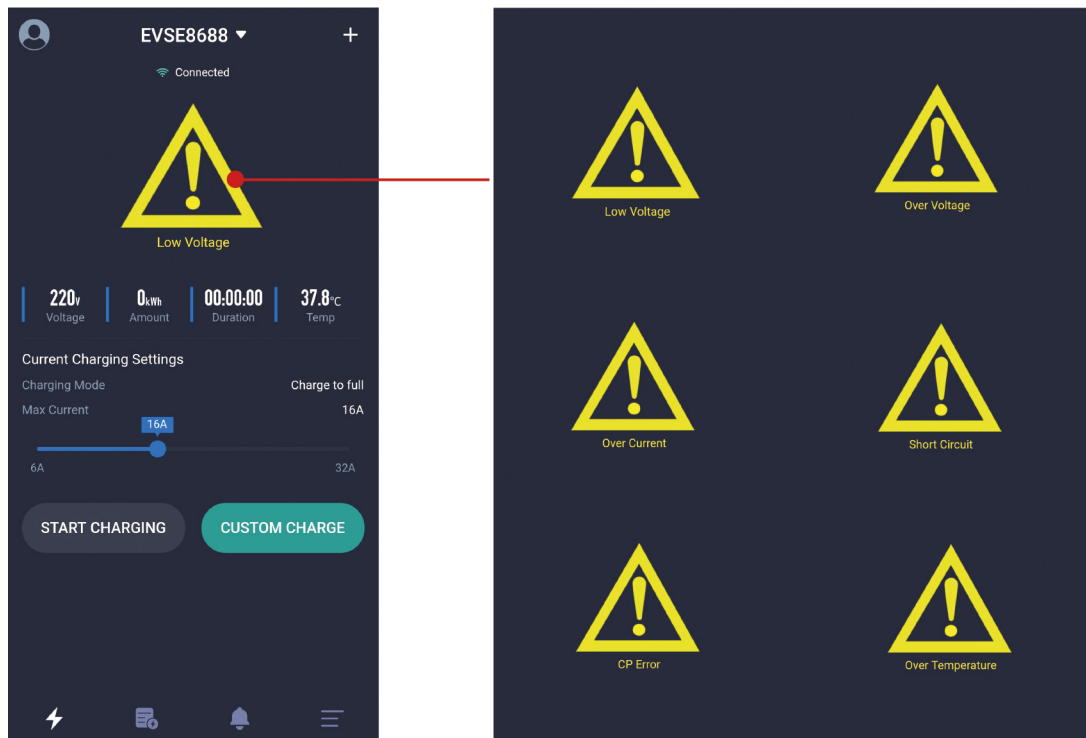 EVSE8688
Connected
Low Voltage
220V 0kWh 00:00:00 37.8°C
Voltage Amount Duration Temp
Current Charging Settings
Charging Mode Charge to full
Max Current 16A
16A
6A 32A
START CHARGING CUSTOM CHARGE
Low Voltage Over Voltage
Over Current Short Circuit
CP Error Over Temperature